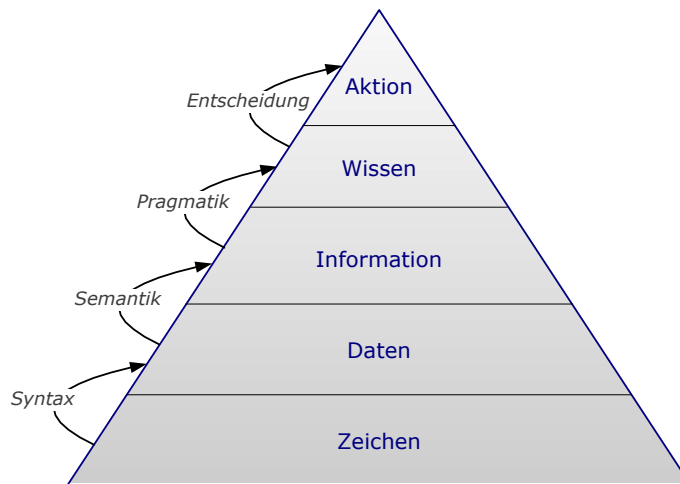 Aktion
Entscheidung
Wissen
Pragmatik
Information
Semantik
Daten
Syntax
Zeichen